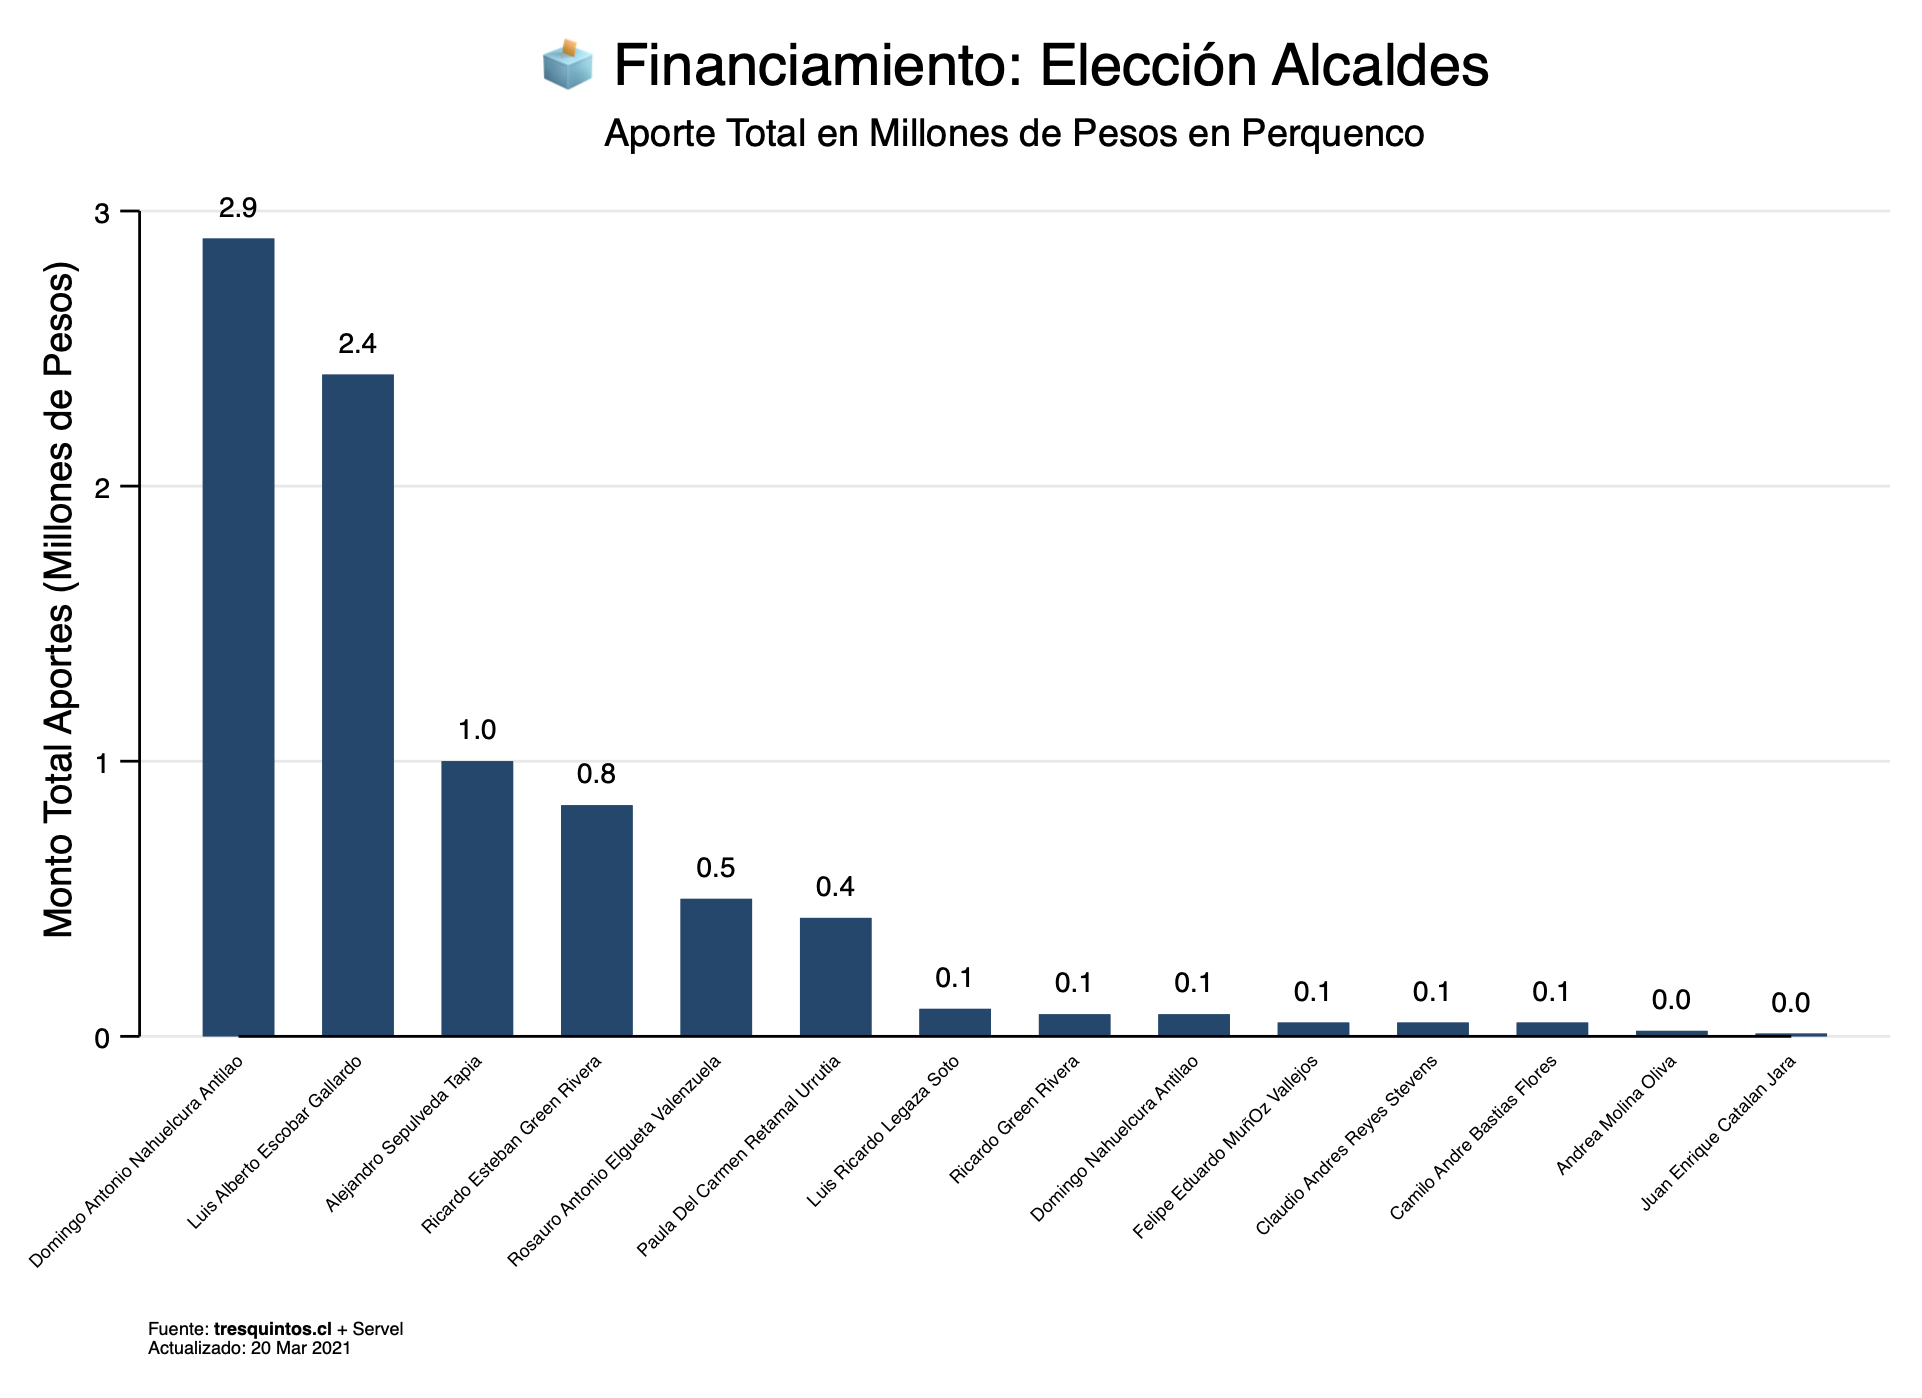 Financiamiento: Elección Alcaldes
Aporte Total en Millones de Pesos en Perquenco
Monto Total Aportes (Millones de Pesos)
3
2
1
0
2.9
2.4
1.0
0.8
0.5
0.4
0.1
0.1
0.1
0.1
0.1
0.1
0.0
0.0
Domingo Antonio Nahuelcura Antilao
Luis Alberto Escobar Gallardo
Alejandro Sepulveda Tapia
Ricardo Esteban Green Rivera
Rosauro Antonio Elgueta Valenzuela
Paula Del Carmen Retamal Urrutia
Luis Ricardo Legaza Soto
Ricardo Green Rivera
Domingo Nahuelcura Antilao
Felipe Eduardo MuñOz Vallejos
Claudio Andres Reyes Stevens
Camilo Andre Bastias Flores
Andrea Molina Oliva
Juan Enrique Catalan Jara
Fuente: tresquintos.cl + Servel
Actualizado: 20 Mar 2021